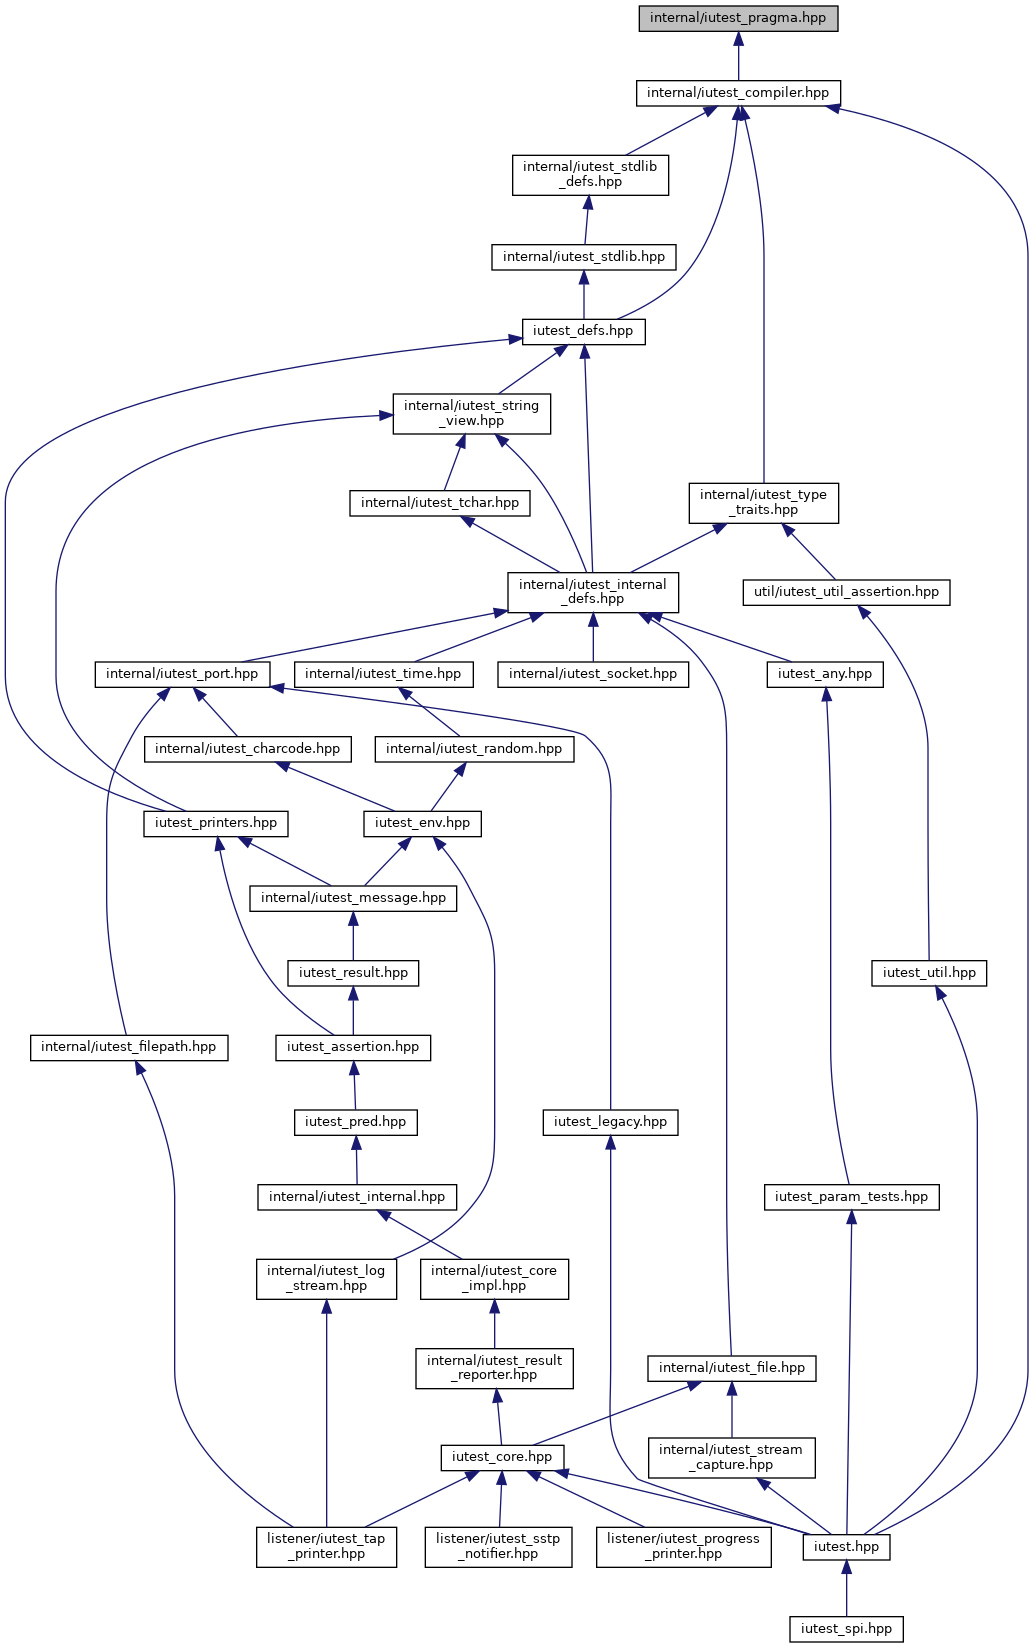 internal/iutest_pragma.hpp
internal/iutest_compiler.hpp
internal/iutest_stdlib
_defs.hpp
internal/iutest_stdlib.hpp
iutest_defs.hpp
internal/iutest_string
_view.hpp
internal/iutest_tchar.hpp
internal/iutest_type
_traits.hpp
internal/iutest_internal
_defs.hpp
util/iutest_util_assertion.hpp
internal/iutest_port.hpp
internal/iutest_time.hpp
internal/iutest_socket.hpp
iutest_any.hpp
internal/iutest_charcode.hpp
internal/iutest_random.hpp
iutest_printers.hpp
iutest_env.hpp
internal/iutest_message.hpp
iutest_result.hpp
iutest_util.hpp
internal/iutest_filepath.hpp
iutest_assertion.hpp
iutest_pred.hpp
iutest_legacy.hpp
internal/iutest_internal.hpp
iutest_param_tests.hpp
internal/iutest_log
_stream.hpp
internal/iutest_core
_impl.hpp
internal/iutest_result
_reporter.hpp
internal/iutest_file.hpp
iutest_core.hpp
internal/iutest_stream
_capture.hpp
listener/iutest_tap
_printer.hpp
listener/iutest_sstp
_notifier.hpp
listener/iutest_progress
_printer.hpp
iutest.hpp
iutest_spi.hpp